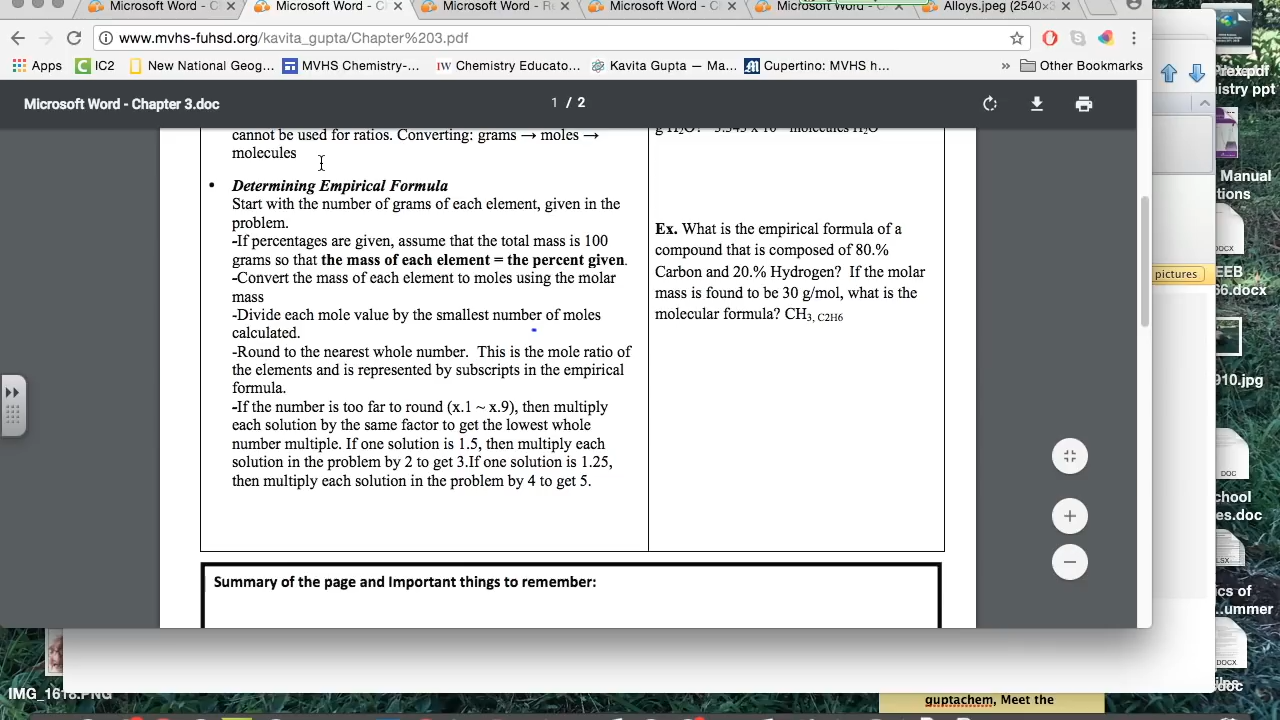 Microsoft Word - C
Microsoft Word - C
Microsoft Word - F
Microsoft Word - C
Microsoft Word - C
Alloys.jpeg (2540×3
www.mvhs-fuhsd.org/kavita_gupta/Chapter%203.pdf
Apps
IC2
New National Geogr...
MVHS Chemistry-...
Kavita Gupta — Ma...
Cupertino: MVHS h...
» Other Bookmarks
Microsoft Word - Chapter 3.doc
1 / 2
cannot be used for ratios. Converting: grams → moles →
molecules
• Determining Empirical Formula
Start with the number of grams of each element, given in the
problem.
-If percentages are given, assume that the total mass is 100
grams so that the mass of each element = the percent given.
-Convert the mass of each element to moles using the molar
mass
-Divide each mole value by the smallest number of moles
calculated.
-Round to the nearest whole number. This is the mole ratio of
the elements and is represented by subscripts in the empirical
formula.
-If the number is too far to round (x.1 ~ x.9), then multiply
each solution by the same factor to get the lowest whole
number multiple. If one solution is 1.5, then multiply each
solution in the problem by 2 to get 3.If one solution is 1.25,
then multiply each solution in the problem by 4 to get 5.
Ex. What is the empirical formula of a
compound that is composed of 80.%
Carbon and 20.% Hydrogen? If the molar
mass is found to be 30 g/mol, what is the
molecular formula? CH3, C2H6
Summary of the page and Important things to remember:
istry ppt
Manual
tions
DOCX
EEB
66.docx
pictures
910.jpg
DOC
chool
es.doc
LSX
ics of
...ummer
DOCX
.doc
IMG_1618.PNG
guptachem, Meet the